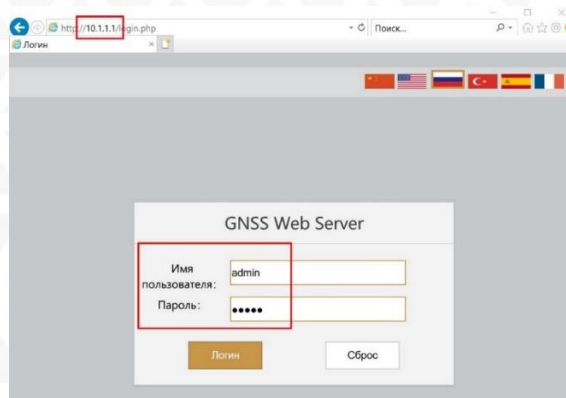 http://10.1.1.1/login.php
Поиск...
Логин
GNSS Web Server
Имя
пользователя:
admin
Пароль:
•••••
Логин
Сброс